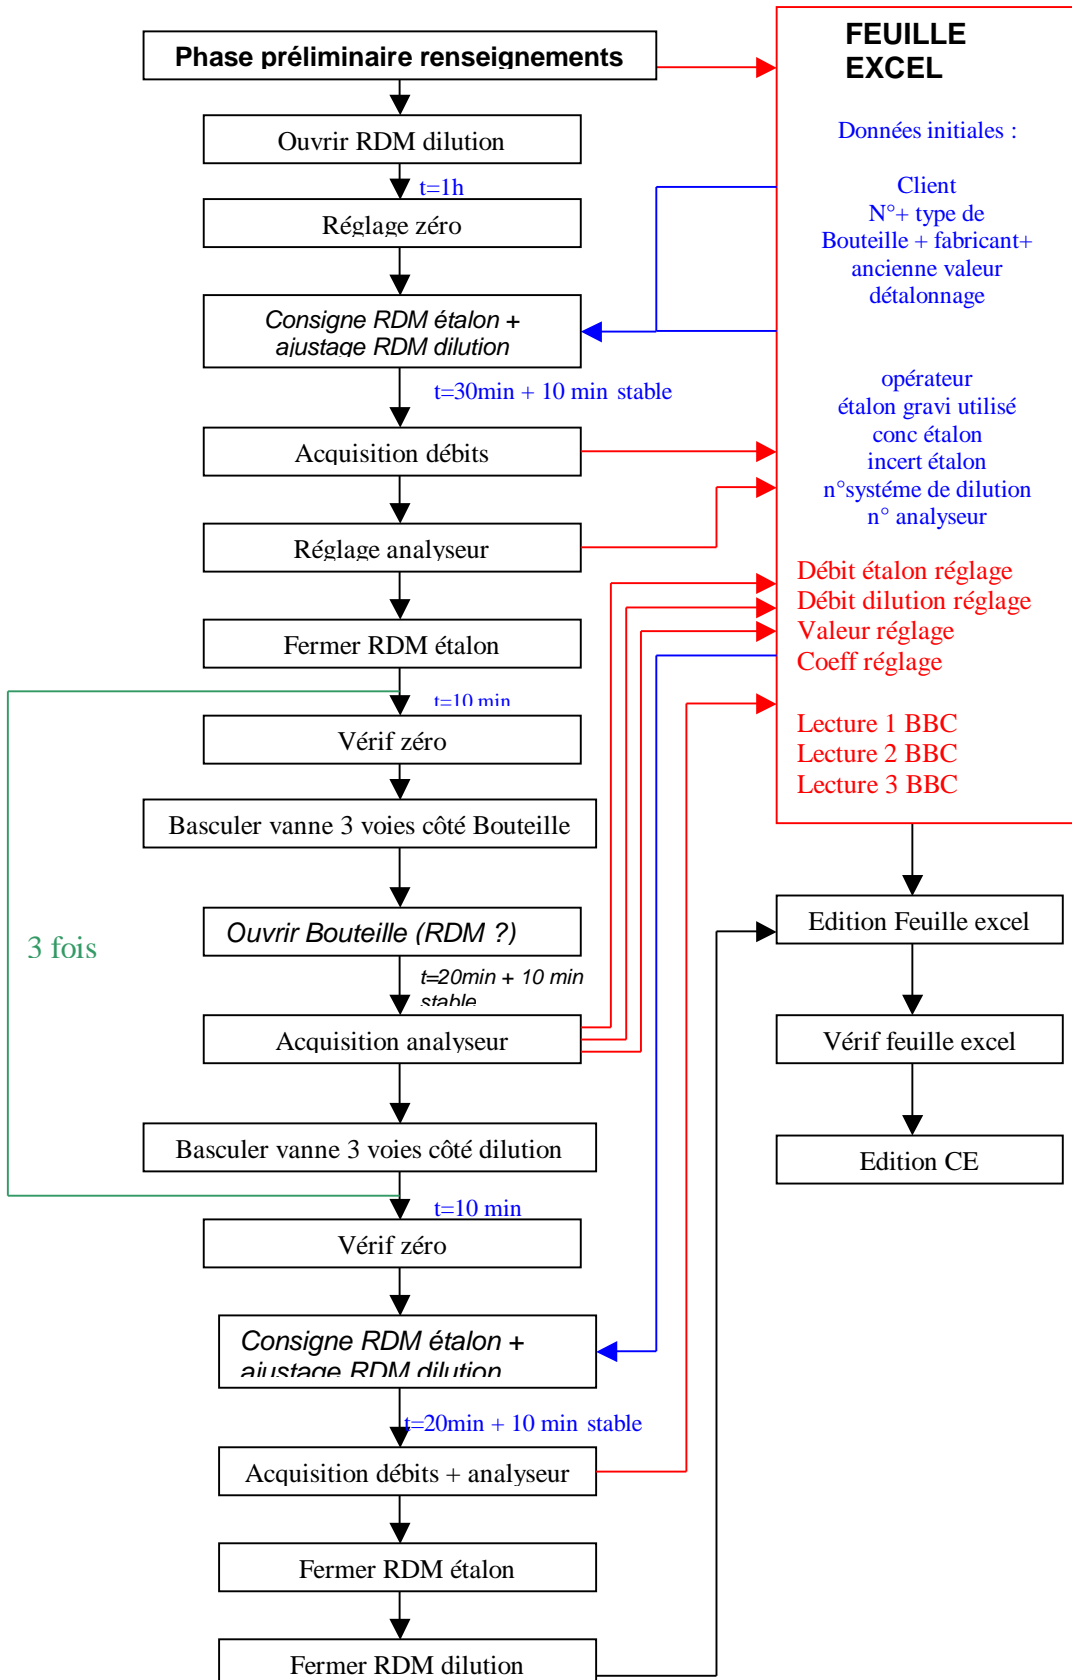 Phase préliminaire renseignements
Ouvrir RDM dilution
t=1h
Réglage zéro
Consigne RDM étalon +
ajustage RDM dilution
t=30min + 10 min stable
Acquisition débits
Réglage analyseur
Fermer RDM étalon
t=10 min
Vérif zéro
Basculer vanne 3 voies côté Bouteille
Ouvrir Bouteille (RDM ?)
t=20min + 10 min
stable
Acquisition analyseur
Basculer vanne 3 voies côté dilution
3 fois
t=10 min
Vérif zéro
Consigne RDM étalon +
ajustage RDM dilution
t=20min + 10 min stable
Acquisition débits + analyseur
Fermer RDM étalon
Fermer RDM dilution
FEUILLE
EXCEL
Données initiales :
Client
N°+ type de
Bouteille + fabricant+
ancienne valeur
détalonnage
opérateur
étalon gravi utilisé
conc étalon
incert étalon
n°systéme de dilution
n° analyseur
Débit étalon réglage
Débit dilution réglage
Valeur réglage
Coeff réglage
Lecture 1 BBC
Lecture 2 BBC
Lecture 3 BBC
Edition Feuille excel
Vérif feuille excel
Edition CE